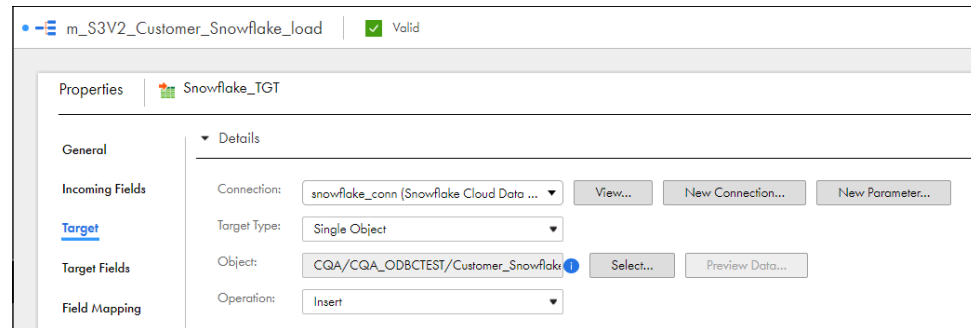 m_S3V2_Customer_Snowflake_load Valid
Properties Snowflake_TGT
General
Incoming Fields
Target
Target Fields
Field Mapping
Details
Connection: snowflake_conn (Snowflake Cloud Data ... View... New Connection... New Parameter...
Target Type: Single Object
Object: CQA/CQA_ODBCTEST/Customer_Snowflake Select... Preview Data...
Operation: Insert